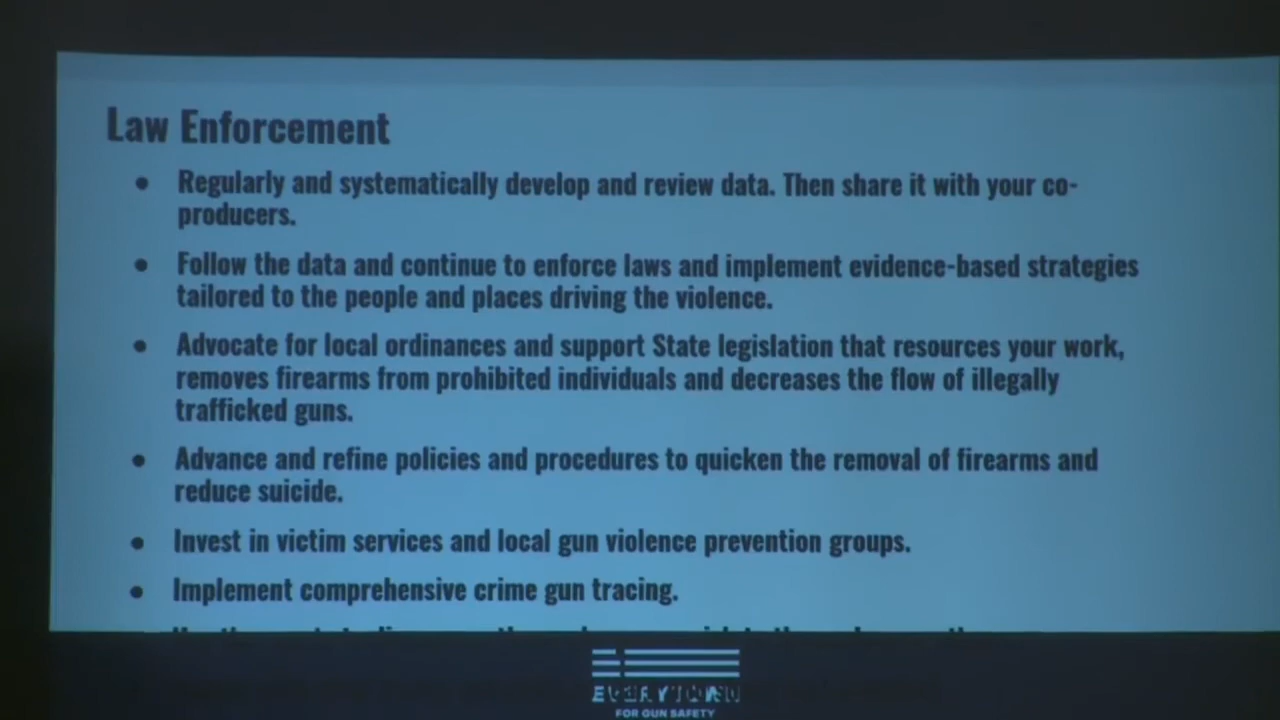 Law Enforcement
• Regularly and systematically develop and review data. Then share it with your co-
producers.
• Follow the data and continue to enforce laws and implement evidence-based strategies
tailored to the people and places driving the violence.
• Advocate for local ordinances and support State legislation that resources your work,
removes firearms from prohibited individuals and decreases the flow of illegally
trafficked guns.
• Advance and refine policies and procedures to quicken the removal of firearms and
reduce suicide.
• Invest in victim services and local gun violence prevention groups.
• Implement comprehensive crime gun tracing.
EVERYTOWN
FOR GUN SAFETY